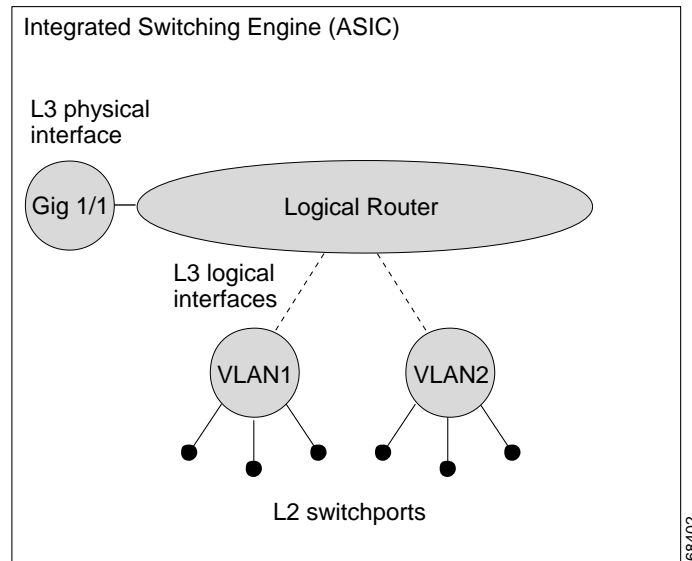 Integrated Switching Engine (ASIC)
L3 physical
interface
Gig 1/1
Logical Router
L3 logical
interfaces
VLAN1
VLAN2
L2 switchports
68402